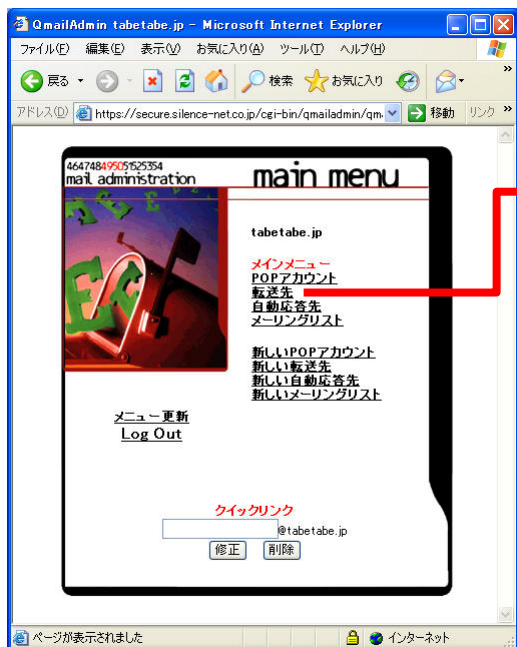 QmailAdmin tabetabe.jp - Microsoft Internet Explorer
ファイル(F) 編集(E) 表示(V) お気に入り(A) ツール(T) ヘルプ(H)
戻る 検索 お気に入り
アドレス(D) https://secure.silence-net.co.jp/cgi-bin/qmailadmin/qm 移動 リンク
46474849505152 5354
mail administration
main menu
tabetabe.jp
メインメニュー
POPアカウント
転送先
自動応答先
メーリングリスト
新しいPOPアカウント
新しい転送先
新しい自動応答先
新しいメーリングリスト
メニュー更新
Log Out
クイックリンク
@tabetabe.jp
修正 削除
ページが表示されました インターネット